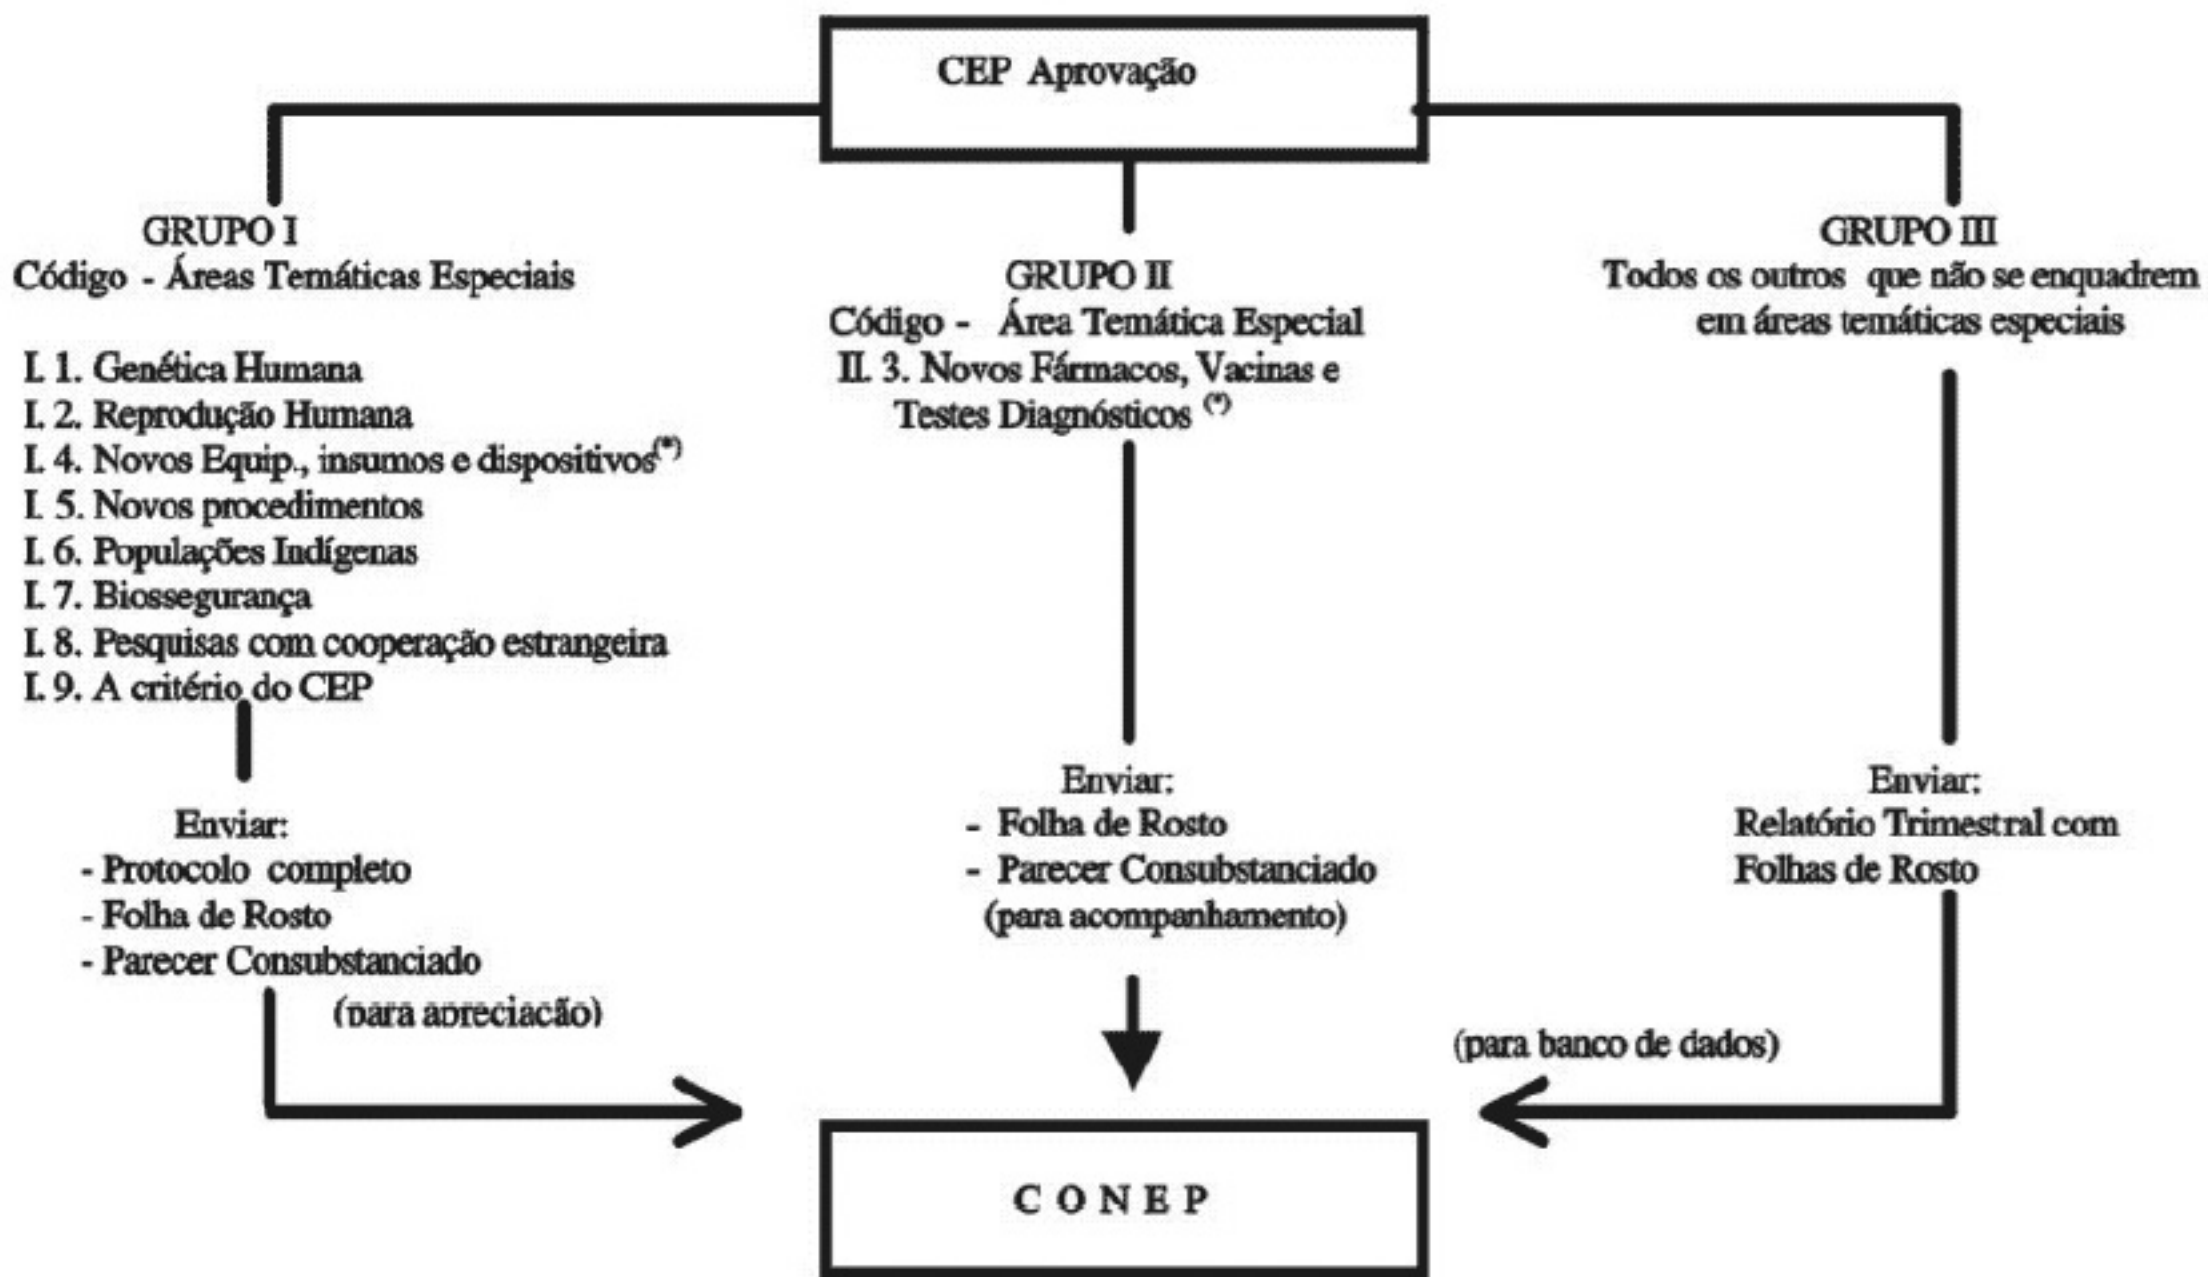 CEP Aprovação
GRUPO I
Código - Áreas Temáticas Especiais
I. 1. Genética Humana
I. 2. Reprodução Humana
I. 4. Novos Equip., insumos e dispositivos(*)
I. 5. Novos procedimentos
I. 6. Populações Indígenas
I. 7. Biossegurança
I. 8. Pesquisas com cooperação estrangeira
I. 9. A critério do CEP
Enviar:
- Protocolo completo
- Folha de Rosto
- Parecer Consubstanciado
(para apreciação)
GRUPO II
Código - Área Temática Especial
II. 3. Novos Fármacos, Vacinas e
Testes Diagnósticos (*)
Enviar:
- Folha de Rosto
- Parecer Consubstanciado
(para acompanhamento)
GRUPO III
Todos os outros que não se enquadrem
em áreas temáticas especiais
Enviar:
Relatório Trimestral com
Folhas de Rosto
(para banco de dados)
C O N E P